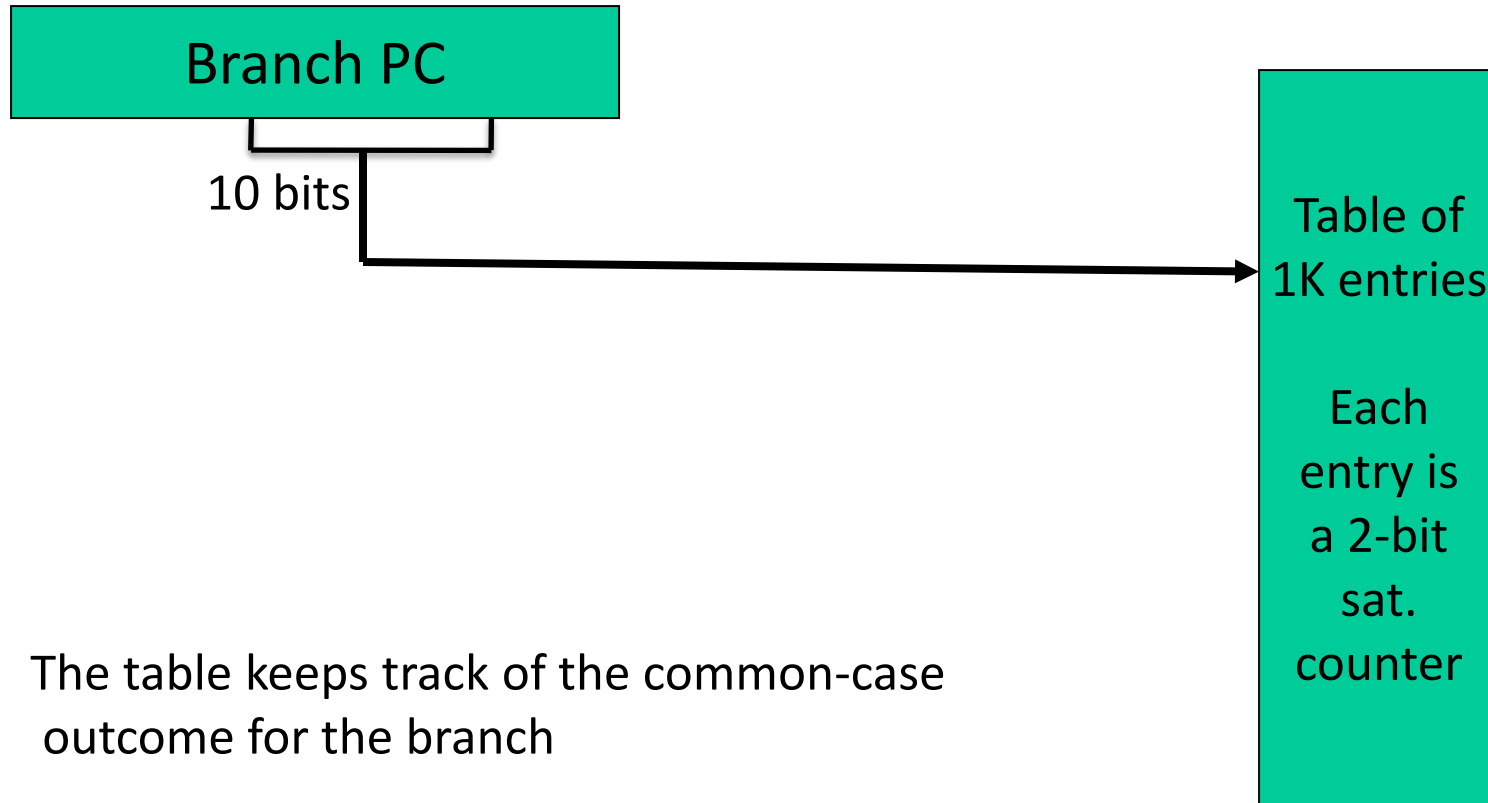 Branch PC
10 bits
Table of
1K entries
Each
entry is
a 2-bit
sat.
counter
The table keeps track of the common-case
outcome for the branch